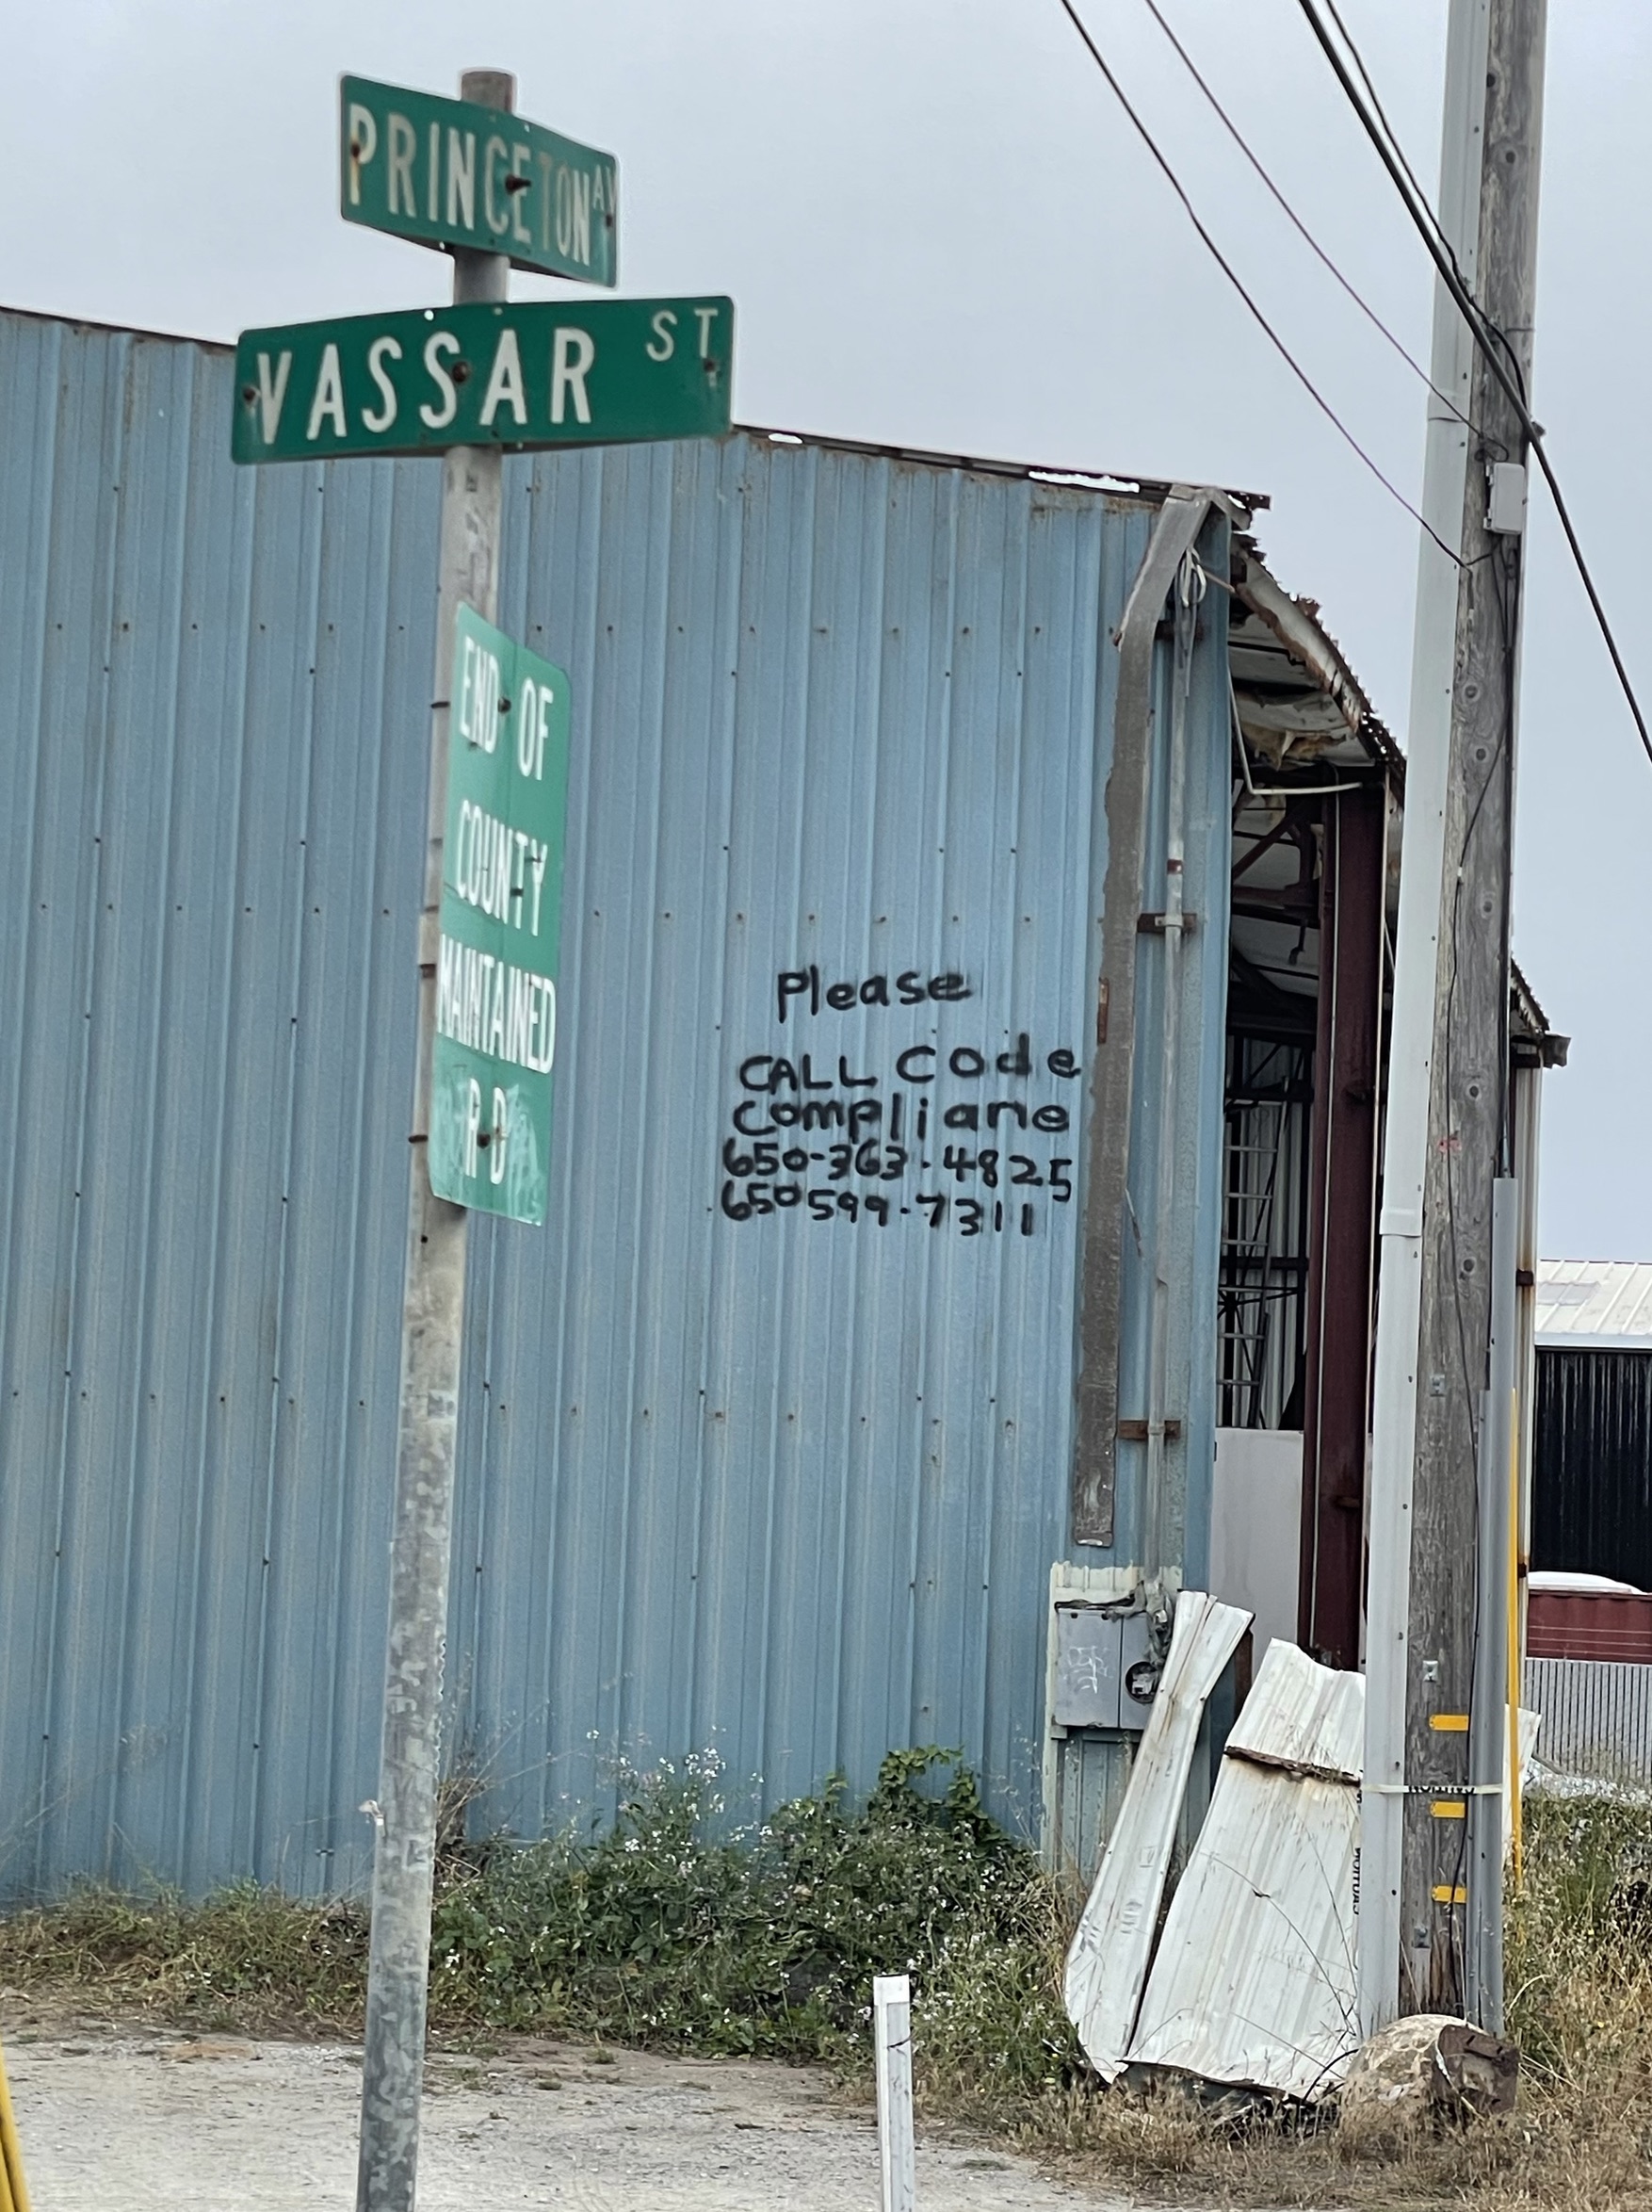 PRINCETON AV
VASSAR ST
END OF
COUNTY
MAINTAINED
RD
Please
CALL Code
Compliane
650-363-4825
650 599-7311